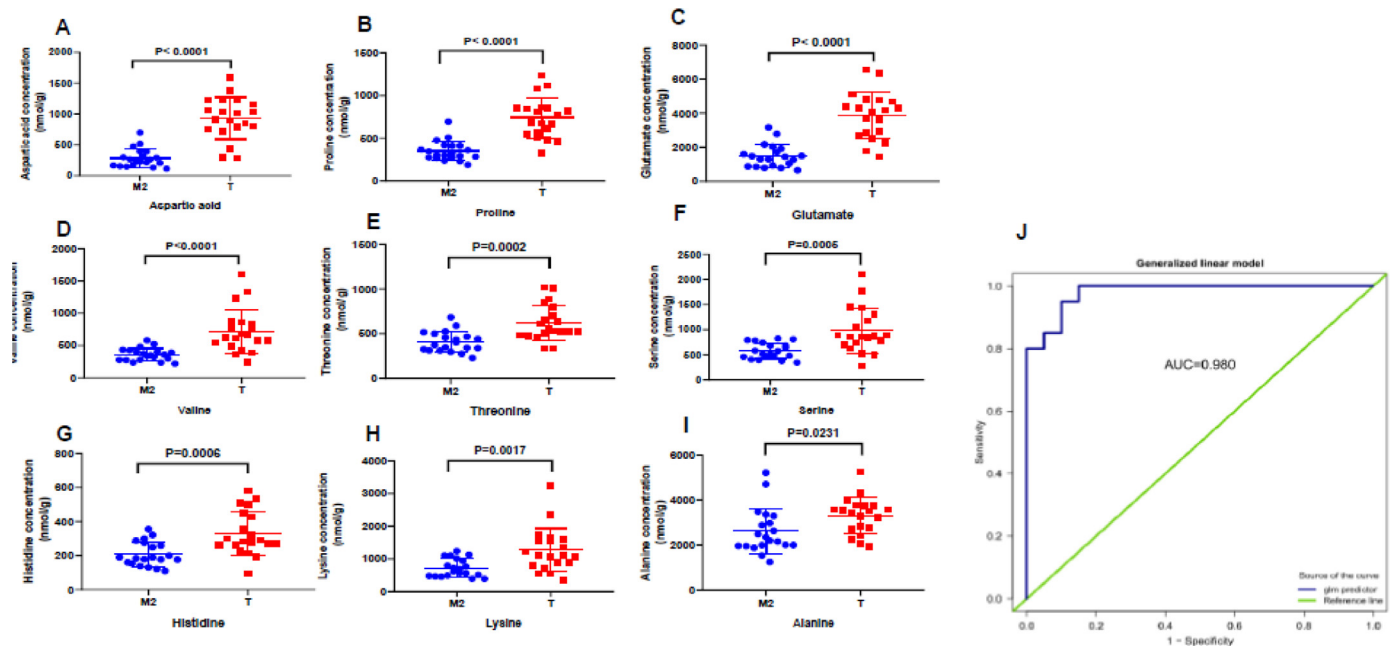 A
P< 0.0001
Aspartic acid concentration
(nmol/g)
2000
1500
1000
500
0
M2 T
Aspartic acid
B
P< 0.0001
Proline concentration
(nmol/g)
1500
1000
500
0
M2 T
Proline
C
P< 0.0001
Glutamate concentration
(nmol/g)
8000
6000
4000
2000
0
M2 T
Glutamate
D
P<0.0001
concentration
(nmol/g)
2000
1500
1000
500
0
M2 T
Valine
E
P=0.0002
Threonine concentration
(nmol/g)
1500
1000
500
0
M2 T
Threonine
F
P=0.0005
Serine concentration
(nmol/g)
2500
2000
1500
1000
500
0
M2 T
Serine
G
P=0.0006
Histidine concentration
(nmol/g)
800
600
400
200
0
M2 T
Histidine
H
P=0.0017
Lysine concentration
(nmol/g)
4000
3000
2000
1000
0
M2 T
Lysine
I
P=0.0231
Alanine concentration
(nmol/g)
6000
4000
2000
0
M2 T
Alanine
J
Generalized linear model
Sensitivity
1.0
0.8
0.6
0.4
0.2
0.0
AUC=0.980
Source of the curve
glm predictor
Reference line
0.0 0.2 0.4 0.6 0.8 1.0
1 - Specificity